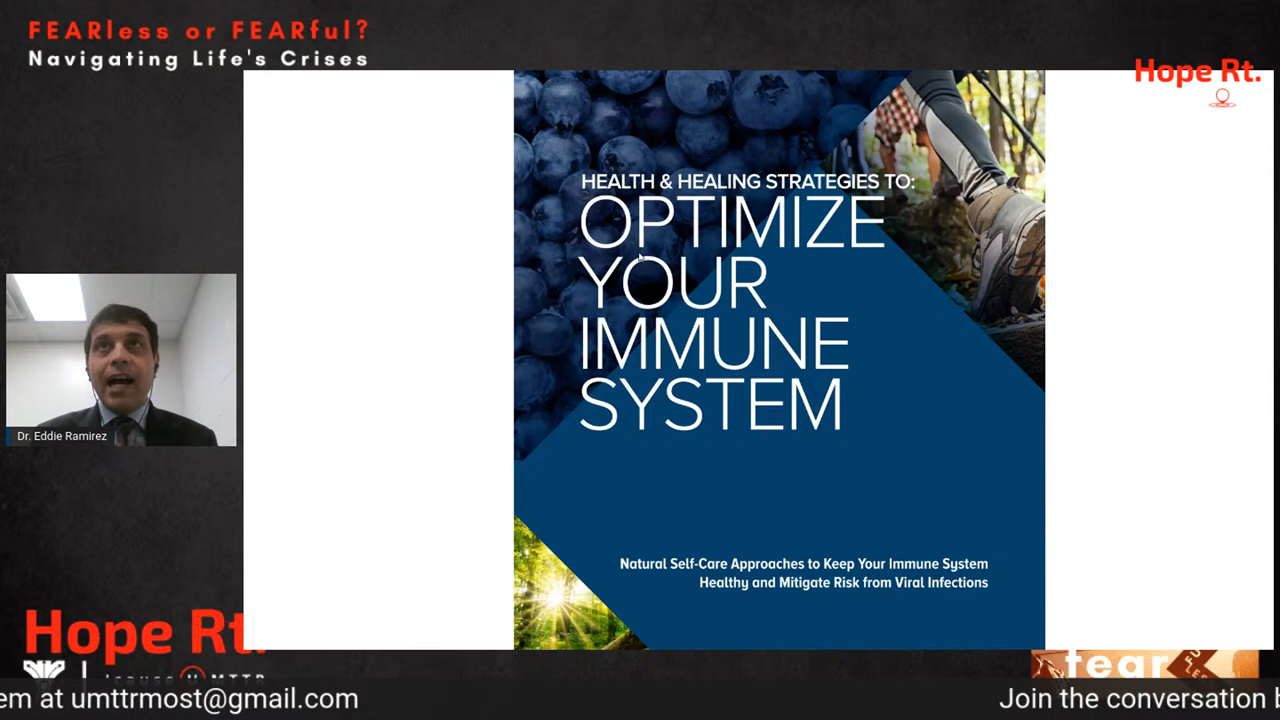 FEARless or FEARful?
Navigating Life's Crises
Hope Rt.
HEALTH & HEALING STRATEGIES TO:
OPTIMIZE
YOUR
IMMUNE
SYSTEM
Dr. Eddie Ramirez
Natural Self-Care Approaches to Keep Your Immune System
Healthy and Mitigate Risk from Viral Infections
Hope Rt.
fear
em at umttrmost@gmail.com
Join the conversation